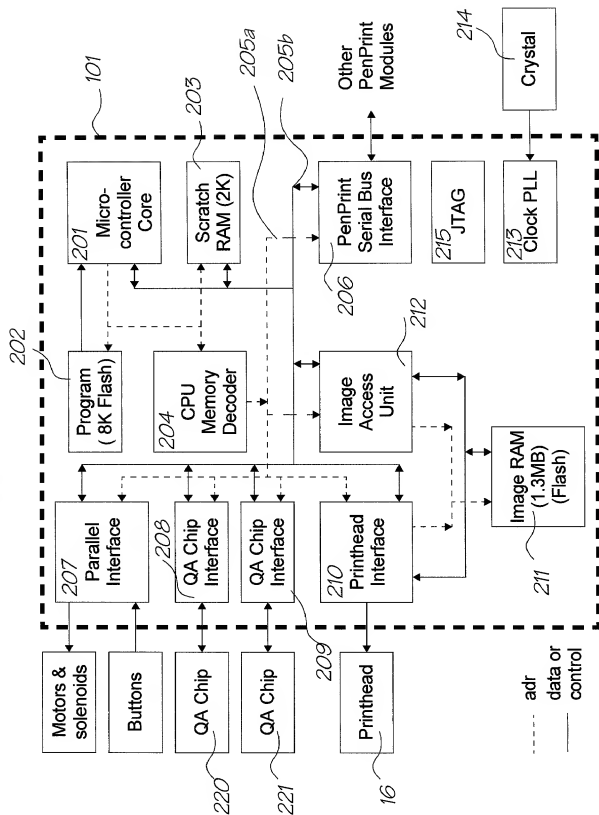 202
Program
( 8K Flash)
201
Micro-
controller
Core
101
203
Scratch
RAM (2K)
204
CPU
Memory
Decoder
205a
205b
Other
PenPrint
Modules
206
PenPrint
Serial Bus
Interface
214
Crystal
215
JTAG
213
Clock PLL
212
Image
Access
Unit
Image RAM
(1.3MB)
(Flash)
211
207
Parallel
Interface
208
QA Chip
Interface
QA Chip
Interface
209
210
Printhead
Interface
Motors &
solenoids
Buttons
QA Chip
220
QA Chip
221
Printhead
16
adr
data or
control